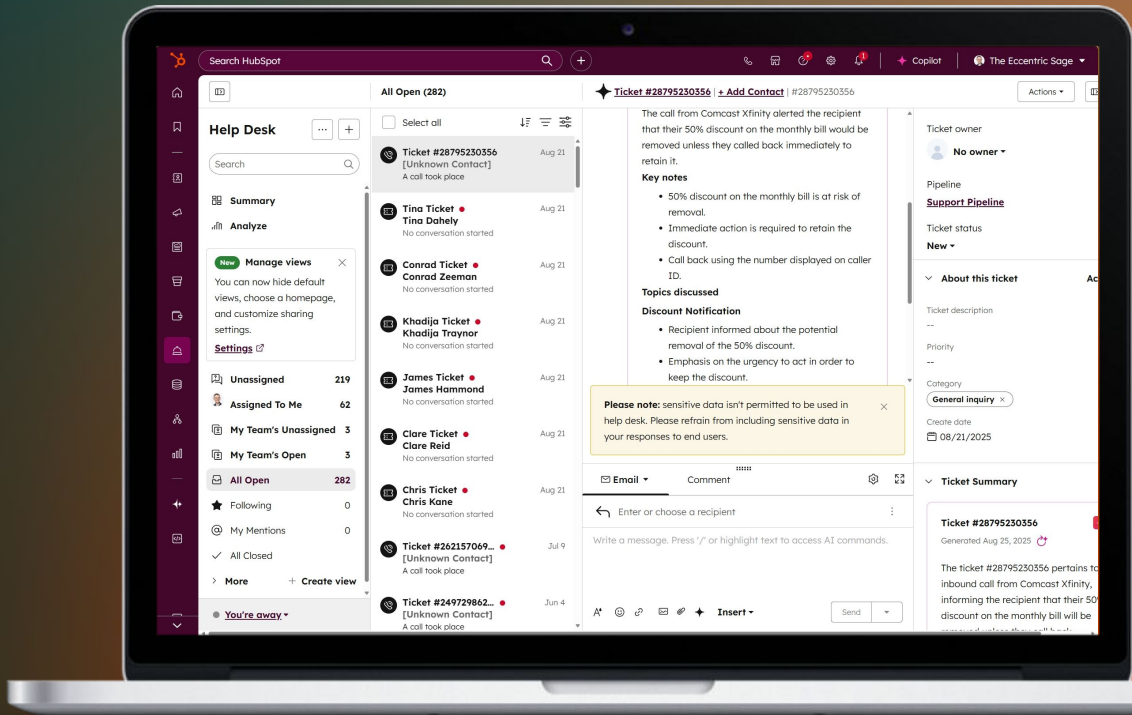 Search HubSpot
Copilot
The Eccentric Sage
Help Desk
Search
Summary
Analyze
New Manage views
You can now hide default
views, choose a homepage,
and customize sharing
settings.
Settings
Unassigned 219
Assigned To Me 62
My Team's Unassigned 3
My Team's Open 3
All Open 282
Following 0
My Mentions 0
All Closed
More + Create view
You're away
All Open (282)
Select all
Ticket #28795230356 Aug 21
[Unknown Contact]
A call took place
Tina Ticket Aug 21
Tina Dahely
No conversation started
Conrad Ticket Aug 21
Conrad Zeeman
No conversation started
Khadija Ticket Aug 21
Khadija Traynor
No conversation started
James Ticket Aug 21
James Hammond
No conversation started
Clare Ticket Aug 21
Clare Reid
No conversation started
Chris Ticket Aug 21
Chris Kane
No conversation started
Ticket #262157069... Jul 9
[Unknown Contact]
A call took place
Ticket #249729862... Jun 4
[Unknown Contact]
A call took place
Ticket #28795230356 | + Add Contact | #28795230356
Actions
The call from Comcast Xfinity alerted the recipient
that their 50% discount on the monthly bill would be
removed unless they called back immediately to
retain it.
Key notes
• 50% discount on the monthly bill is at risk of
removal.
• Immediate action is required to retain the
discount.
• Call back using the number displayed on caller
ID.
Topics discussed
Discount Notification
• Recipient informed about the potential
removal of the 50% discount.
• Emphasis on the urgency to act in order to
keep the discount.
Please note: sensitive data isn't permitted to be used in
help desk. Please refrain from including sensitive data in
your responses to end users.
Email Comment
Enter or choose a recipient
Write a message. Press '/' or highlight text to access AI commands.
Insert
Send
Ticket owner
No owner
Pipeline
Support Pipeline
Ticket status
New
About this ticket Ac
Ticket description
--
Priority
--
Category
General inquiry ×
Create date
08/21/2025
Ticket Summary
Ticket #28795230356
Generated Aug 25, 2025
The ticket #28795230356 pertains to
inbound call from Comcast Xfinity,
informing the recipient that their 50
discount on the monthly bill will be
removed unless they call back